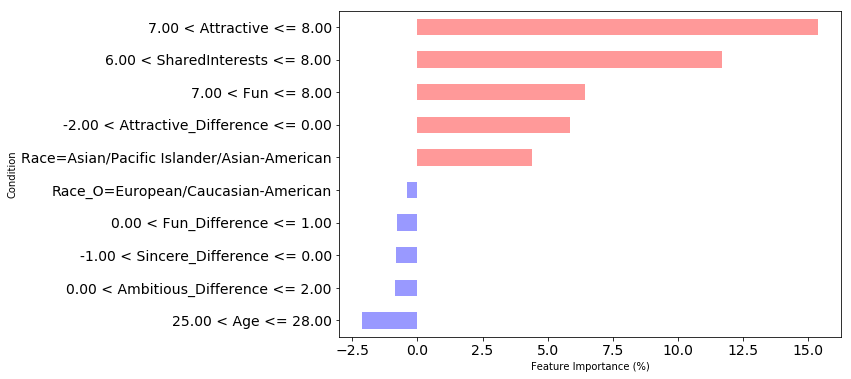 7.00 < Attractive <= 8.00
6.00 < SharedInterests <= 8.00
7.00 < Fun <= 8.00
-2.00 < Attractive_Difference <= 0.00
Race=Asian/Pacific Islander/Asian-American
Race_O=European/Caucasian-American
0.00 < Fun_Difference <= 1.00
-1.00 < Sincere_Difference <= 0.00
0.00 < Ambitious_Difference <= 2.00
25.00 < Age <= 28.00
Condition
−2.5 0.0 2.5 5.0 7.5 10.0 12.5 15.0
Feature Importance (%)